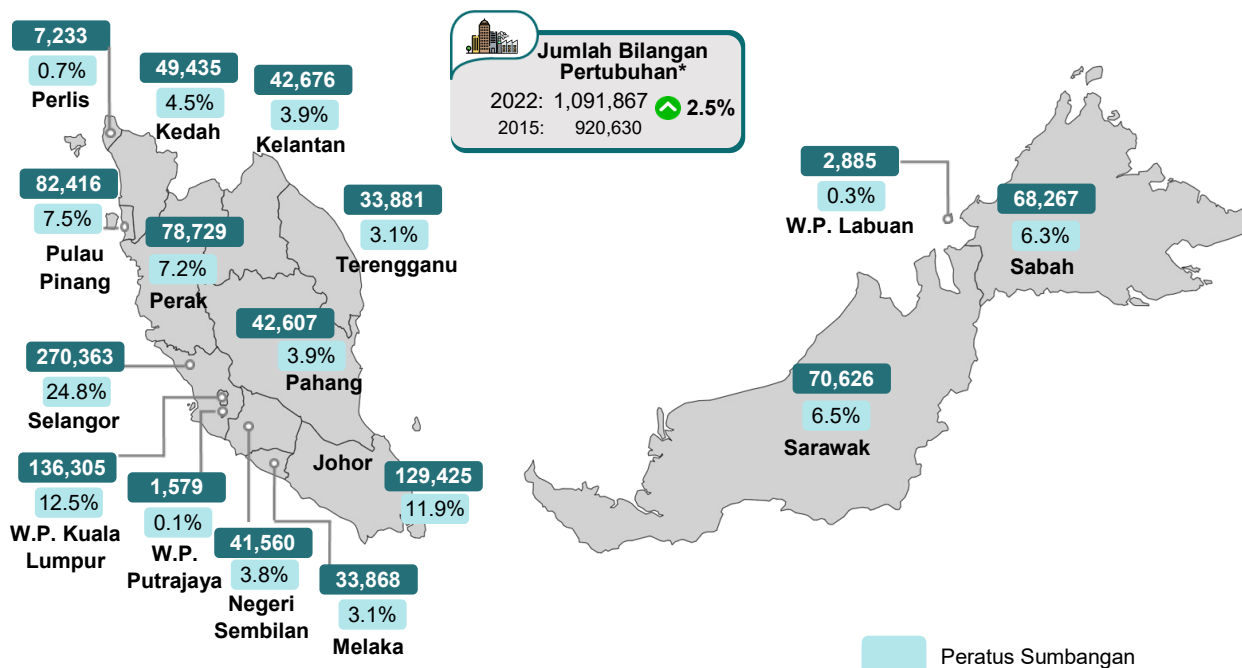 Jumlah Bilangan
Pertubuhan*
2022: 1,091,867 2.5%
2015: 920,630
7,233
0.7%
Perlis
49,435
4.5%
Kedah
42,676
3.9%
Kelantan
82,416
7.5%
Pulau
Pinang
78,729
7.2%
Perak
33,881
3.1%
Terengganu
42,607
3.9%
Pahang
270,363
24.8%
Selangor
136,305
12.5%
W.P. Kuala
Lumpur
1,579
0.1%
W.P.
Putrajaya
41,560
3.8%
Negeri
Sembilan
33,868
3.1%
Melaka
Johor
129,425
11.9%
2,885
0.3%
W.P. Labuan
68,267
6.3%
Sabah
70,626
6.5%
Sarawak
Peratus Sumbangan